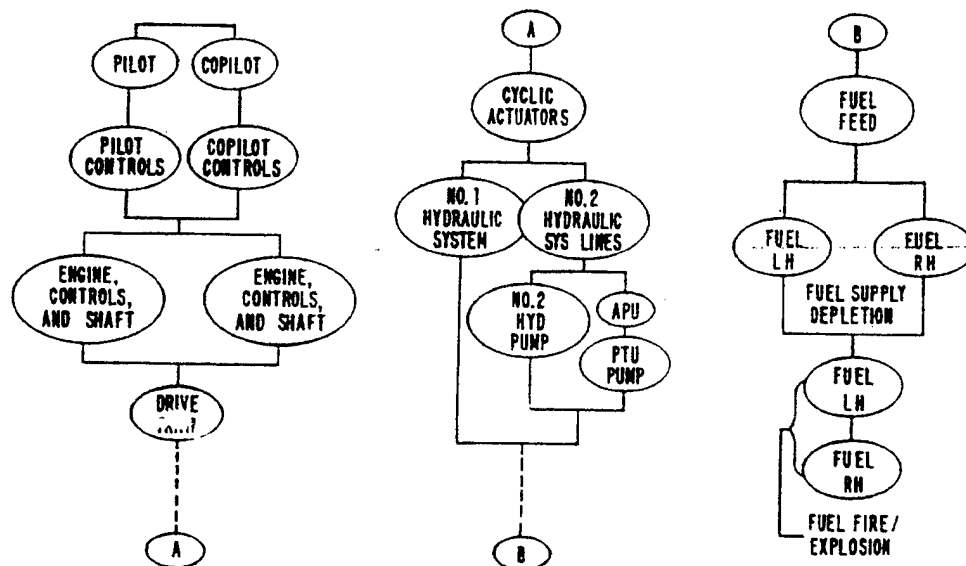 PILOT
COPILOT
PILOT
CONTROLS
COPILOT
CONTROLS
ENGINE,
CONTROLS,
AND SHAFT
ENGINE,
CONTROLS,
AND SHAFT
DRIVE
A
A
CYCLIC
ACTUATORS
NO.1
HYDRAULIC
SYSTEM
NO.2
HYDRAULIC
SYS LINES
NO.2
HYD
PUMP
APU
PTU
PUMP
B
B
FUEL
FEED
FUEL
LH
FUEL
RH
FUEL SUPPLY
DEPLETION
FUEL
LH
FUEL
RH
FUEL FIRE/
EXPLOSION